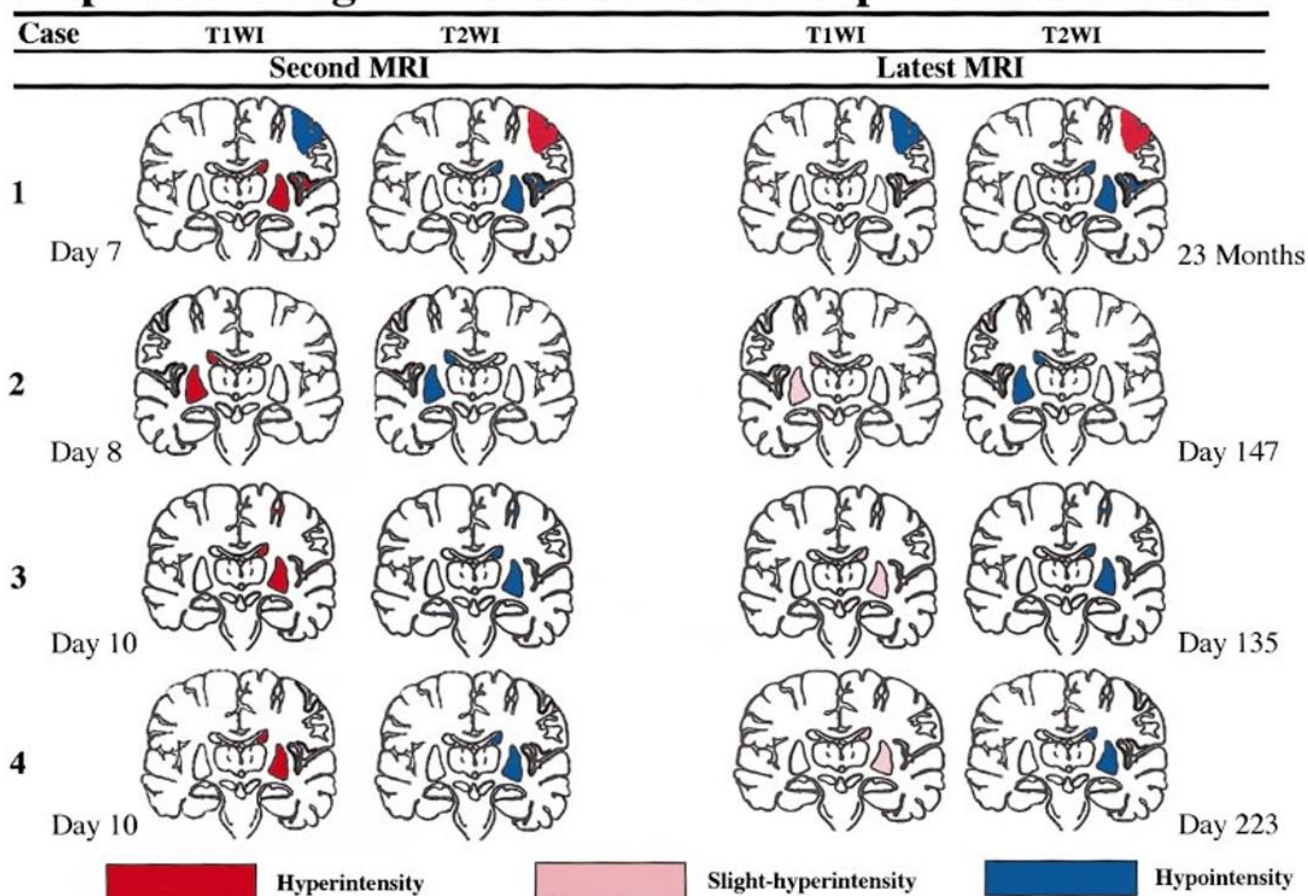 Case T1WI T2WI T1WI T2WI
Second MRI Latest MRI
1
Day 7 23 Months
2
Day 8 Day 147
3
Day 10 Day 135
4
Day 10 Day 223
Hyperintensity Slight-hyperintensity Hypointensity